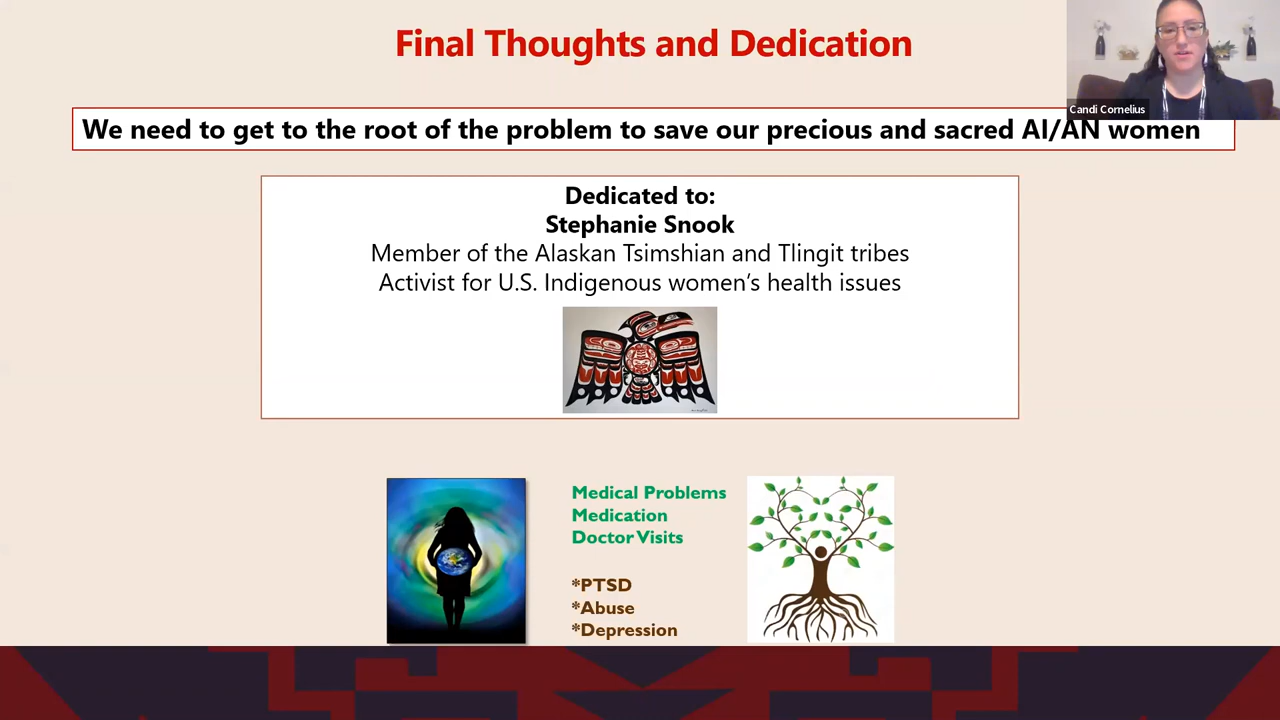 Final Thoughts and Dedication
Candi Cornelius
We need to get to the root of the problem to save our precious and sacred AI/AN women
Dedicated to:
Stephanie Snook
Member of the Alaskan Tsimshian and Tlingit tribes
Activist for U.S. Indigenous women’s health issues
Medical Problems
Medication
Doctor Visits
*PTSD
*Abuse
*Depression